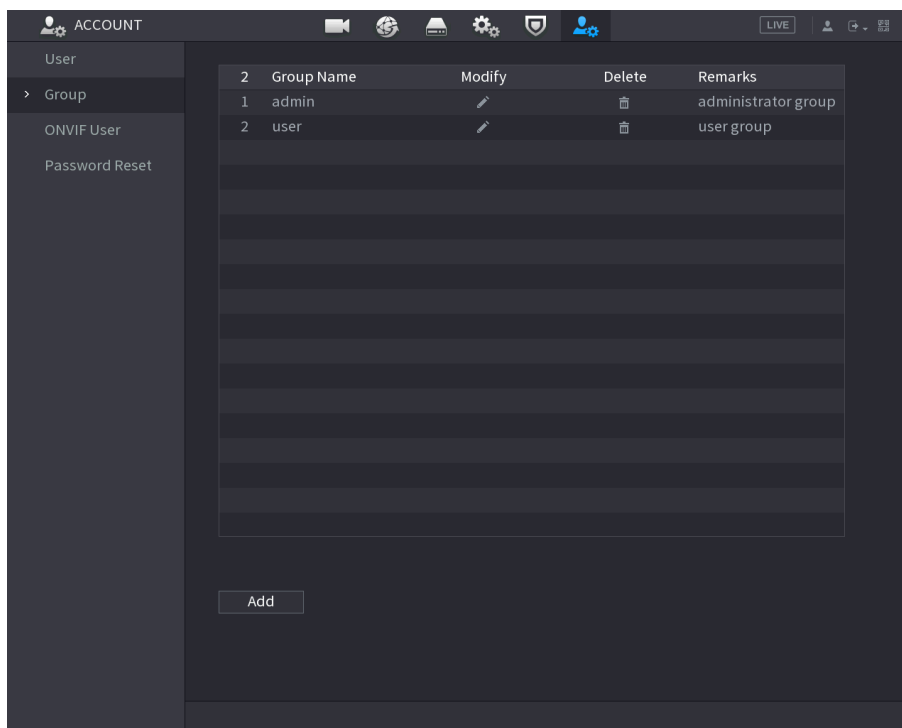 ACCOUNT
LIVE
User
Group
ONVIF User
Password Reset
2 Group Name Modify Delete Remarks
1 admin administrator group
2 user user group
Add